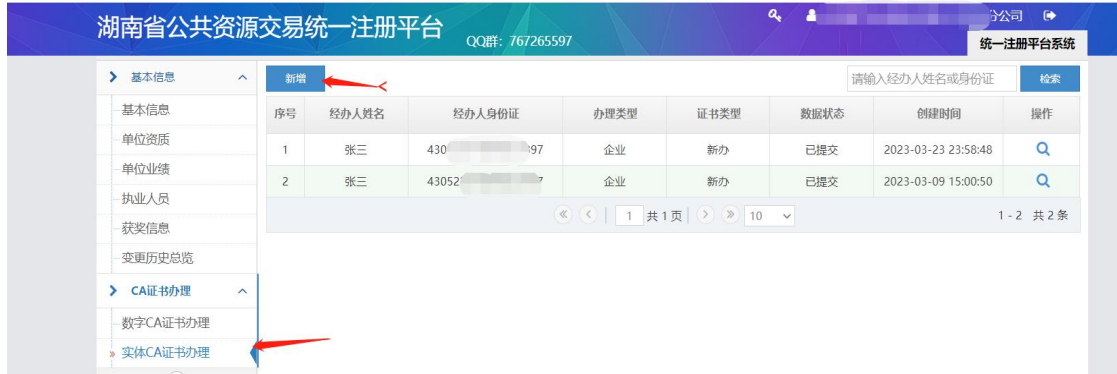 湖南省公共资源交易统一注册平台
QQ群: 767265597
分公司
统一注册平台系统
基本信息
基本信息
单位资质
单位业绩
执业人员
获奖信息
变更历史总览
CA证书办理
数字CA证书办理
» 实体CA证书办理
新增
请输入经办人姓名或身份证 检索
序号 经办人姓名 经办人身份证 办理类型 证书类型 数据状态 创建时间 操作
1 张三 430 97 企业 新办 已提交 2023-03-23 23:58:48
2 张三 43052 7 企业 新办 已提交 2023-03-09 15:00:50
1 共 1 页 10 1 - 2 共 2 条